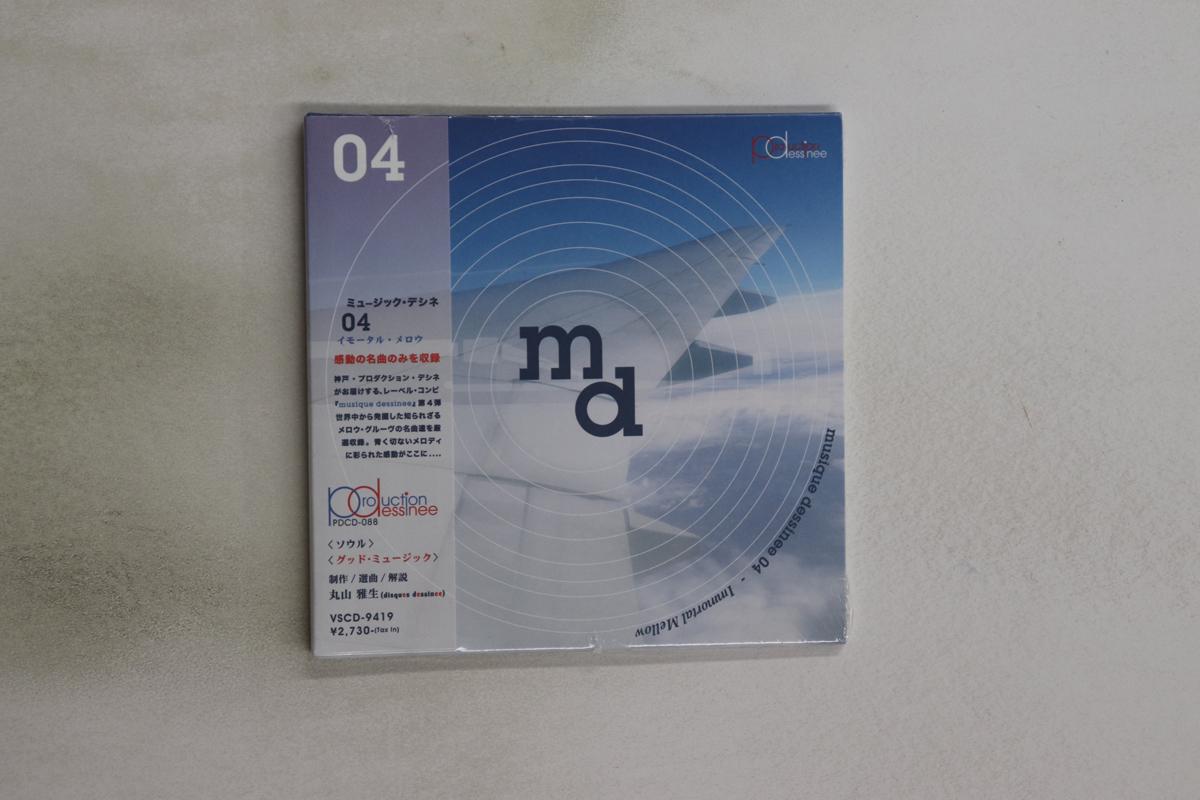 04
ミュージック・デシネ
04
イモータル・メロウ
感動の名曲のみを収録
神戸・プロダクション・デシネ
がお届けする、レーベル・コンピ
『musique dessinee』第4弾
世界中から発掘した知られざる
メロウ・グルーヴの名曲達を厳
選収録。青く切ないメロディ
に彩られた感動がここに....
production
dessinee
PDCD-088
〈ソウル〉
〈グッド・ミュージック〉
制作/選曲/解説
丸山 雅生(disques dessinee)
VSCD-9419
¥2,730-(Tax in)
production
dessinee
m
d
musique dessinee 04 - Immortal Mellow